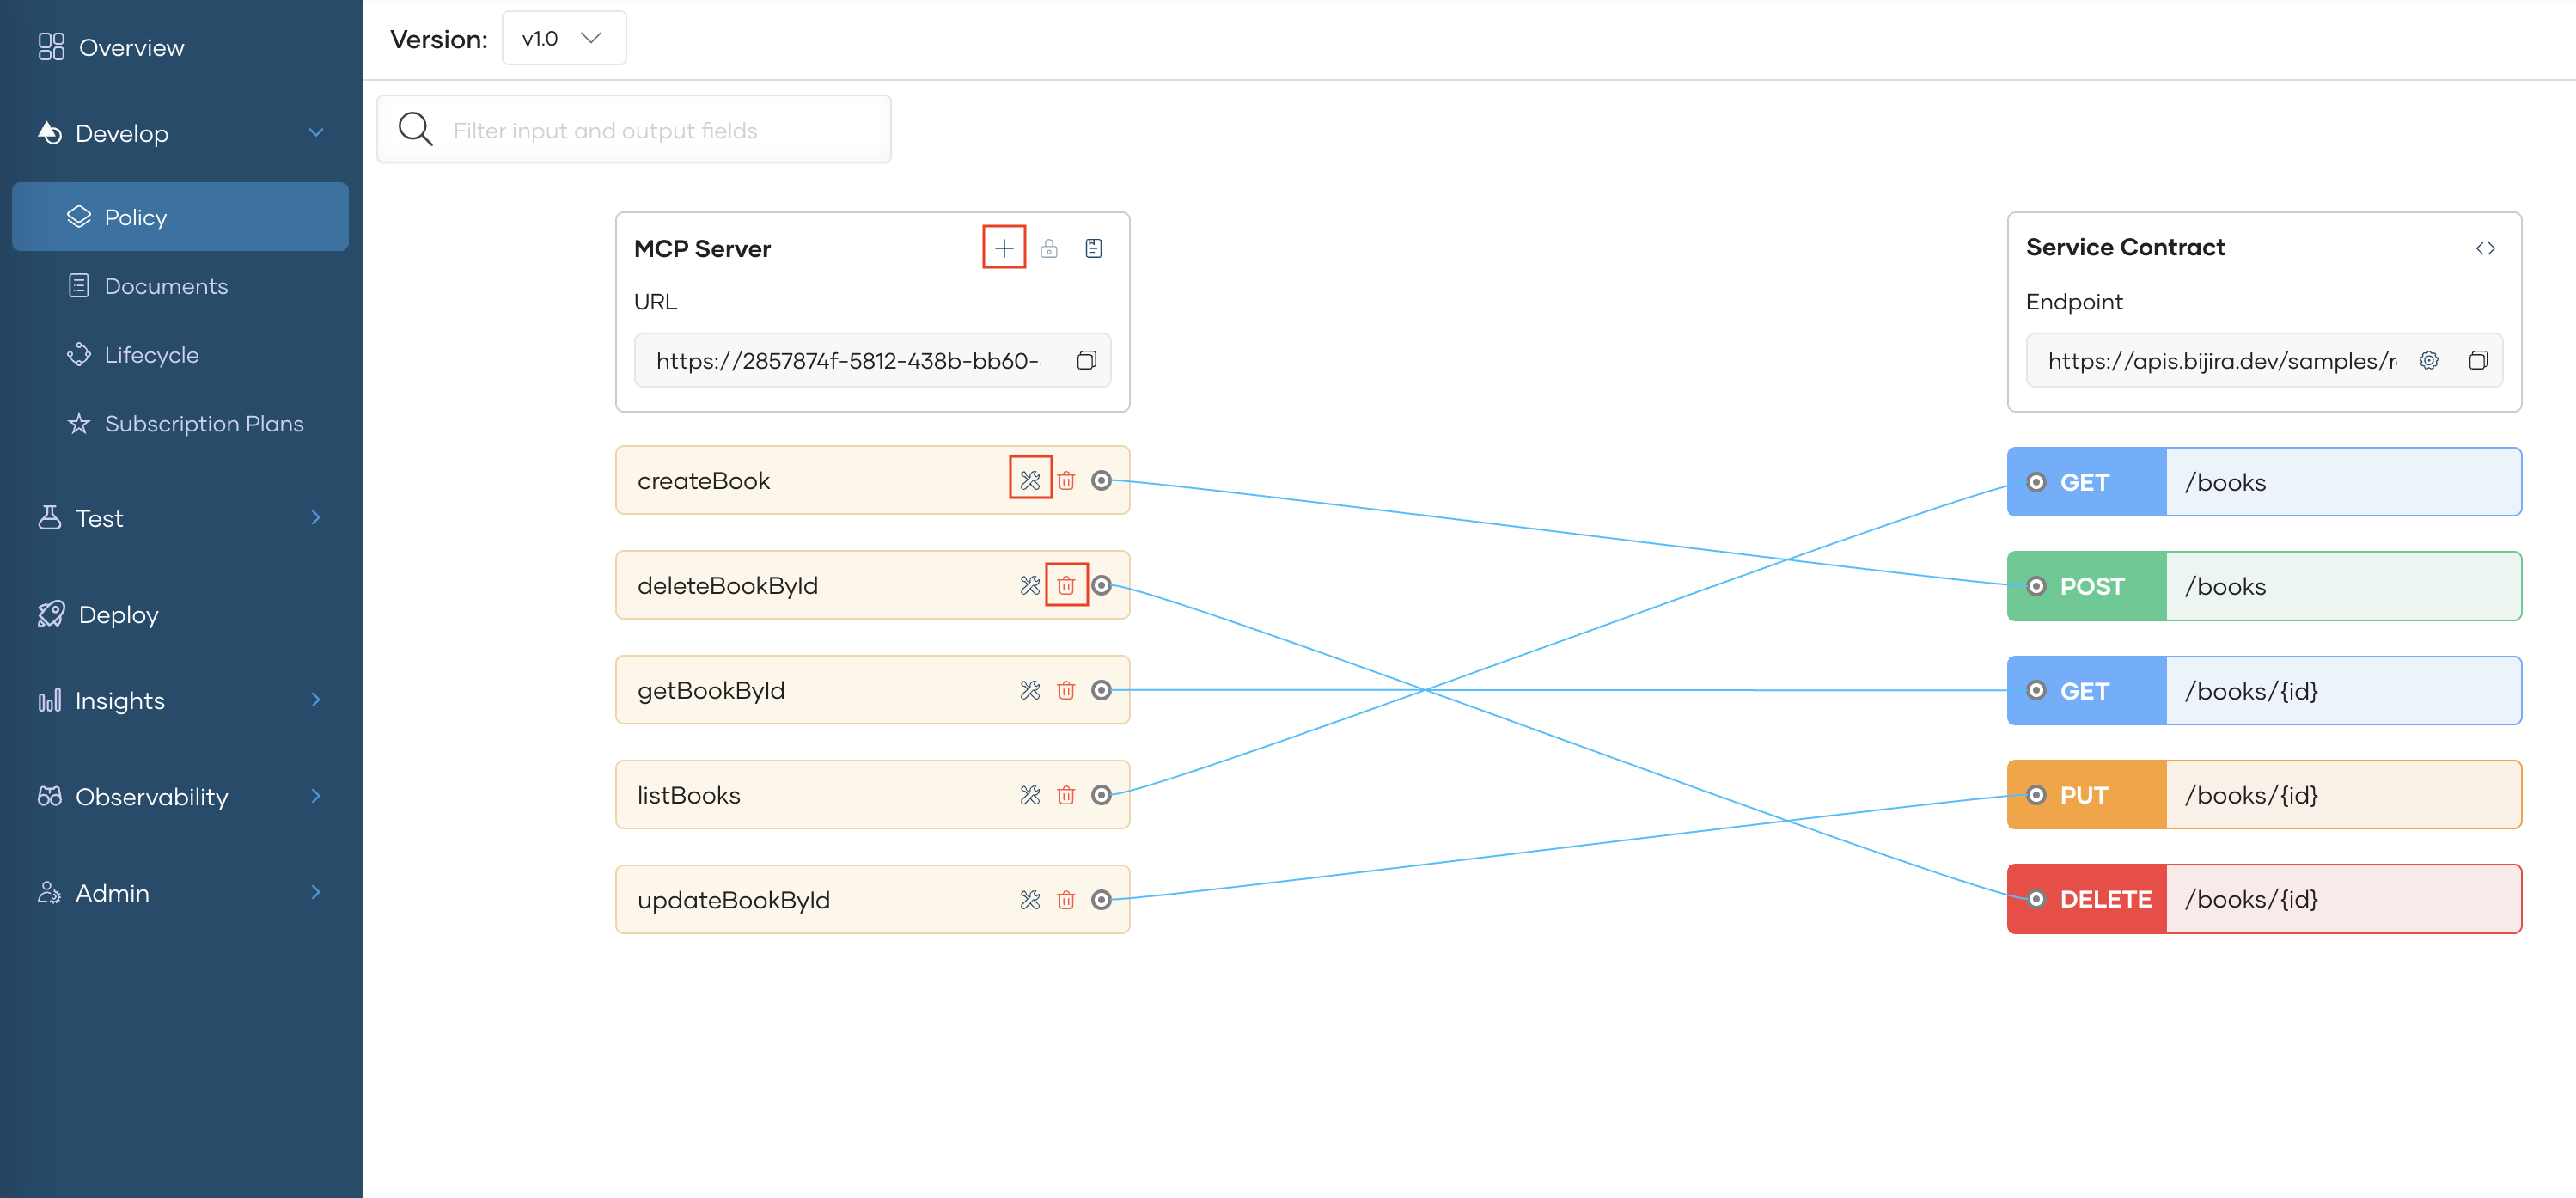 Overview
Develop
Policy
Documents
Lifecycle
Subscription Plans
Test
Deploy
Insights
Observability
Admin
Version: v1.0
Filter input and output fields
MCP Server
URL
https://2857874f-5812-438b-bb60-
createBook
deleteBookById
getBookById
listBooks
updateBookById
Service Contract
Endpoint
https://apis.bijira.dev/samples/r
GET /books
POST /books
GET /books/{id}
PUT /books/{id}
DELETE /books/{id}